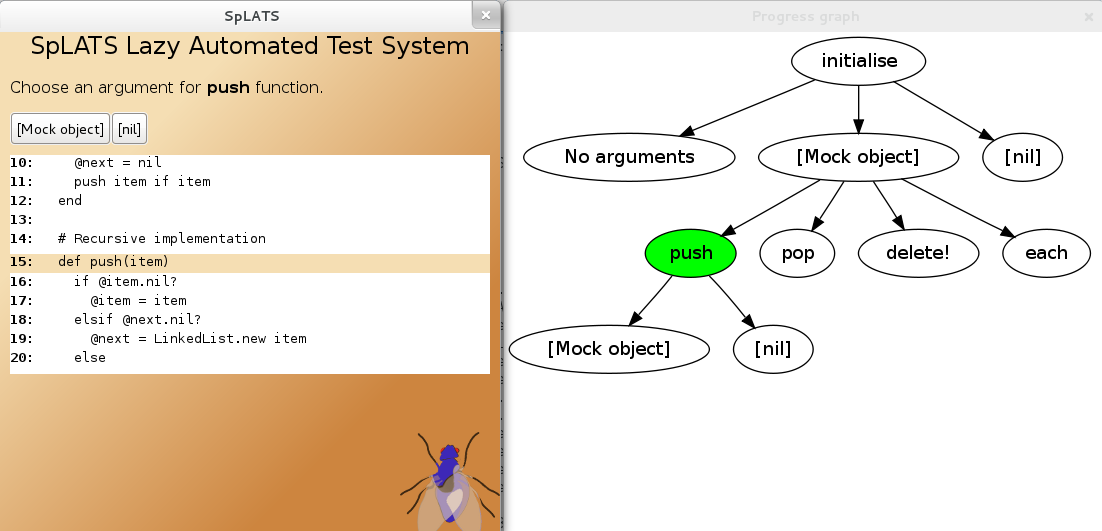 SpLATS
SpLATS Lazy Automated Test System
Choose an argument for push function.
[Mock object] [nil]
10:     @next = nil
11:     push item if item
12:   end
13:
14:   # Recursive implementation
15:   def push(item)
16:     if @item.nil?
17:       @item = item
18:     elsif @next.nil?
19:       @next = LinkedList.new item
20:     else
Progress graph
initialise
No arguments [Mock object] [nil]
push pop delete! each
[Mock object] [nil]